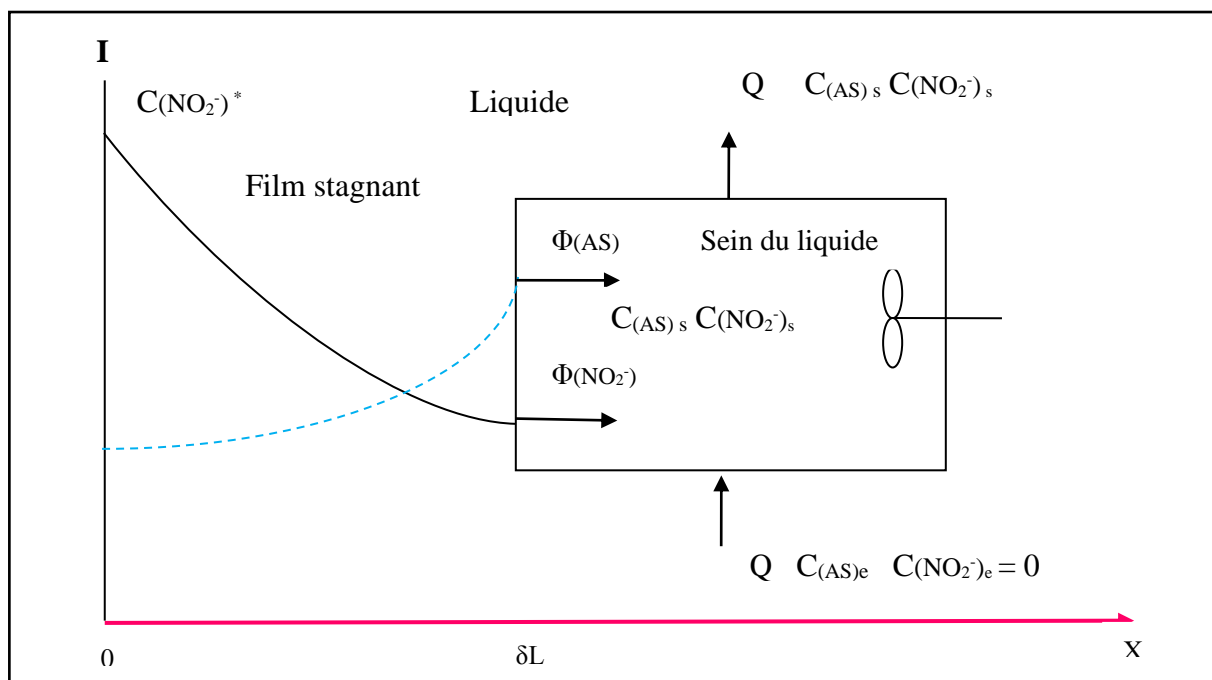 I
C(NO₂⁻)*
Liquide
Q C(AS) s C(NO₂⁻) s
Film stagnant
Φ(AS)
Sein du liquide
C(AS) s C(NO₂⁻)s
Φ(NO₂⁻)
Q C(AS)e C(NO₂⁻)e = 0
0
δL
X